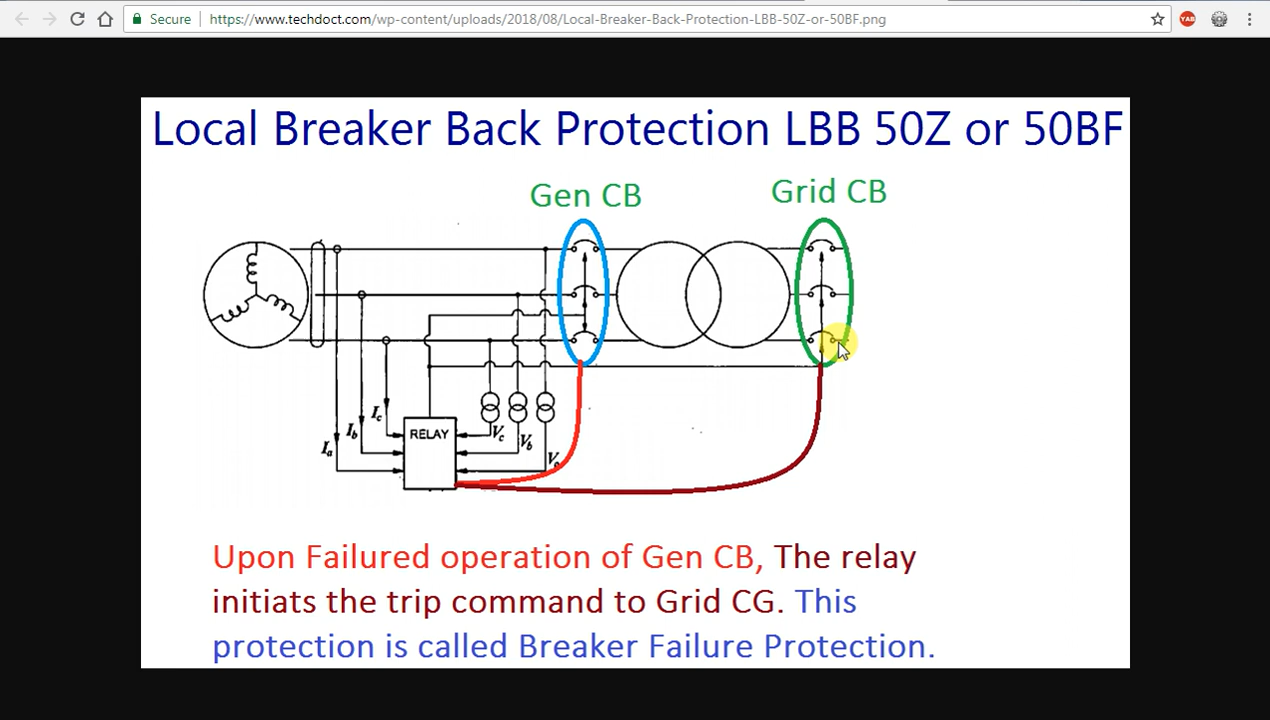 Secure https://www.techdoct.com/wp-content/uploads/2018/08/Local-Breaker-Back-Protection-LBB-50Z-or-50BF.png
YAB
Local Breaker Back Protection LBB 50Z or 50BF
Gen CB
Grid CB
Ia
Ib
Ic
RELAY
Vc
Vb
Upon Failured operation of Gen CB, The relay
initiats the trip command to Grid CG. This
protection is called Breaker Failure Protection.